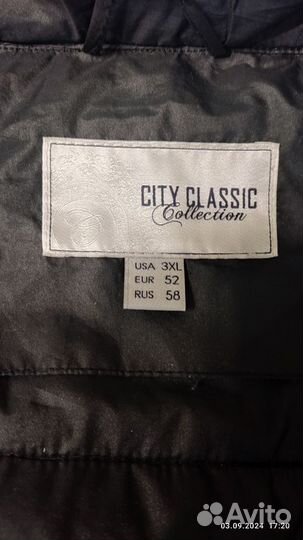 CITY CLASSIC
Collection
USA 3XL
EUR 52
RUS 58
Avito
03.09.2024 17:20